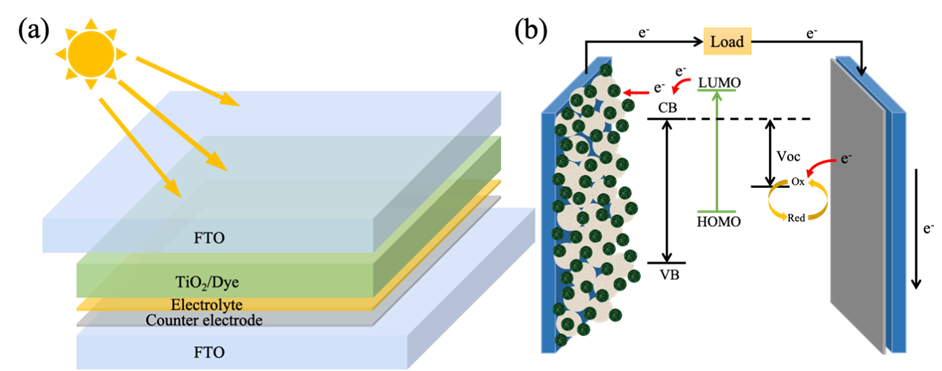 (a)
FTO
TiO₂/Dye
Electrolyte
Counter electrode
FTO
(b)
e⁻
Load
e⁻
e⁻
LUMO
e⁻
CB
Voc
e⁻
Ox
Red
HOMO
e⁻
VB